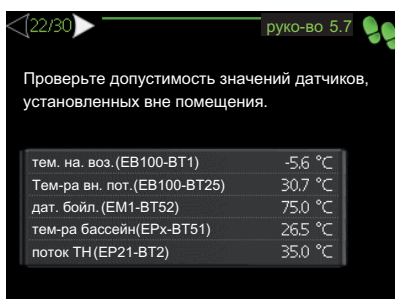 22/30 руко-во 5.7
Проверьте допустимость значений датчиков,
установленных вне помещения.
тем. на. воз.(EB100-BT1) -5.6 °C
Тем-ра вн. пот.(EB100-BT25) 30.7 °C
дат. бойл.(EM1-BT52) 75.0 °C
тем-ра бассейн(EPx-BT51) 26.5 °C
поток ТН(EP21-BT2) 35.0 °C